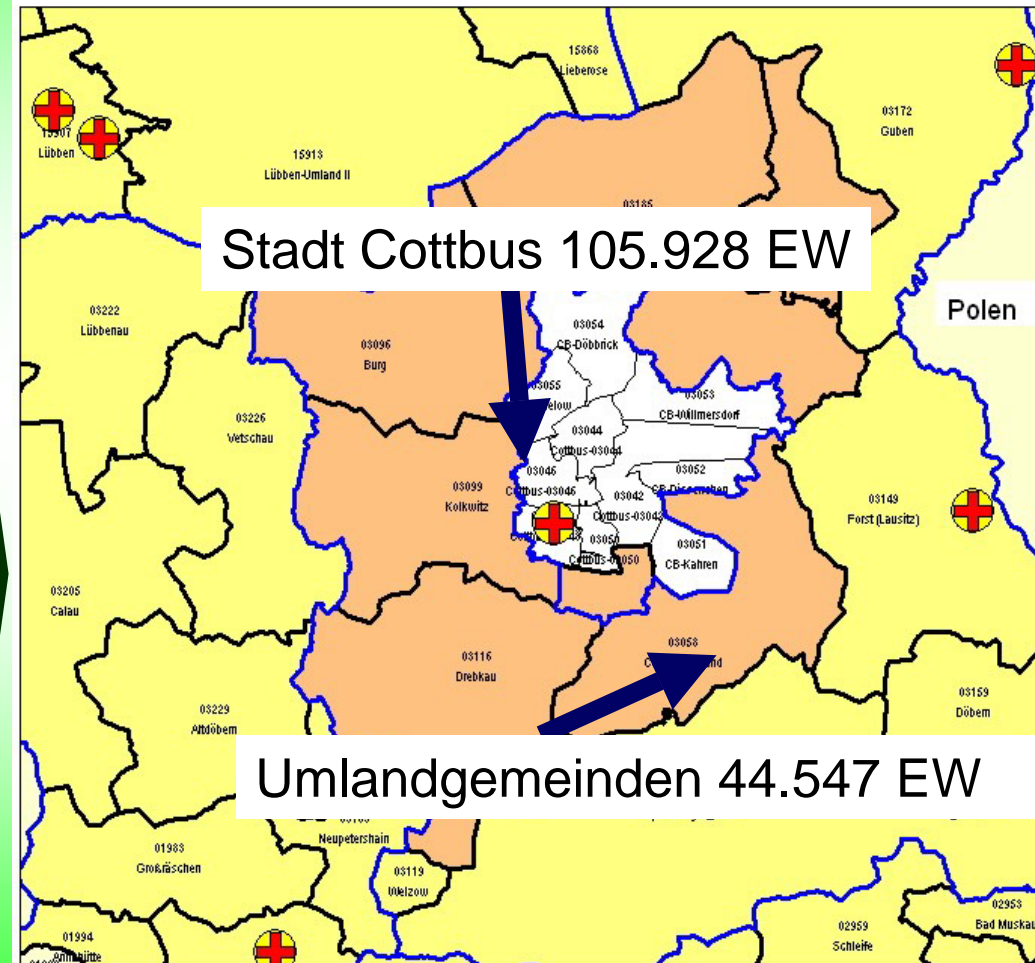 15868
Lieberose
03172
Guben
Lübben
15913
Lübben-Umland II
03185
Stadt Cottbus 105.928 EW
Polen
03222
Lübbenau
03054
CB-Döbbrick
03096
Burg
03055
03053
CB-Willmersdorf
03226
Vetschau
03044
Cottbus-03044
03046
Cottbus-03046
03052
03099
Kolkwitz
03042
Cottbus-03042
03149
Forst (Lausitz)
03050
Cottbus-03050
03051
CB-Kahren
03205
Calau
03058
03116
Drebkau
03159
Döbern
03229
Altdöbern
Umlandgemeinden 44.547 EW
Neupetershain
01983
Großräschen
03119
Welzow
02953
Bad Muskau
02959
Schleife
01994
Annahütte